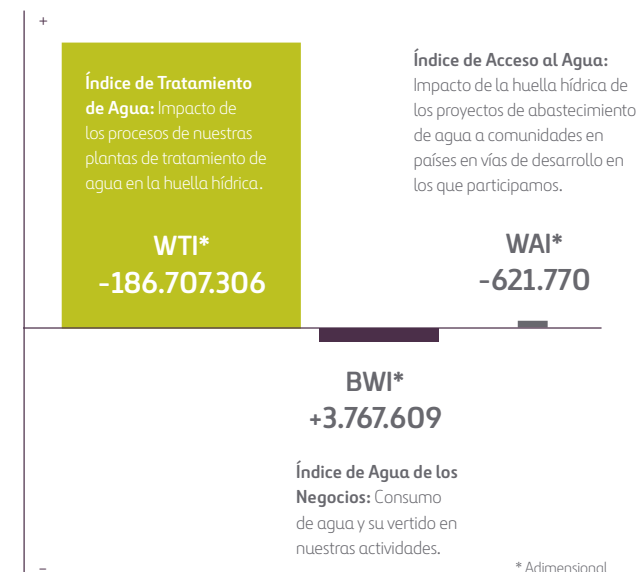 +
Índice de Tratamiento
de Agua: Impacto de
los procesos de nuestras
plantas de tratamiento de
agua en la huella hídrica.
WTI*
-186.707.306
Índice de Acceso al Agua:
Impacto de la huella hídrica de
los proyectos de abastecimiento
de agua a comunidades en
países en vías de desarrollo en
los que participamos.
WAI*
-621.770
BWI*
+3.767.609
Índice de Agua de los
Negocios: Consumo
de agua y su vertido en
nuestras actividades.
–
* Adimensional